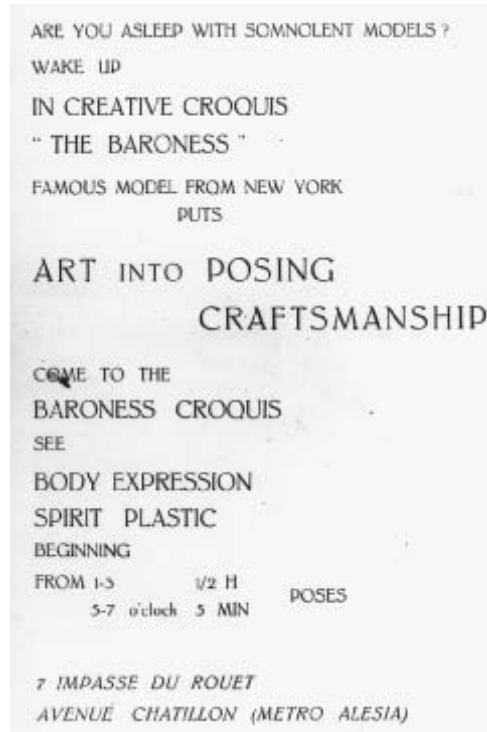 ARE YOU ASLEEP WITH SOMNOLENT MODELS ?
WAKE UP
IN CREATIVE CROQUIS
" THE BARONESS "
FAMOUS MODEL FROM NEW YORK
PUTS
ART INTO POSING
CRAFTSMANSHIP
COME TO THE
BARONESS CROQUIS
SEE
BODY EXPRESSION
SPIRIT PLASTIC
BEGINNING
FROM 1-3 1/2 H
POSES
5-7 o'clock 5 MIN
7 IMPASSE DU ROUET
AVENUE CHATILLON (METRO ALESIA)